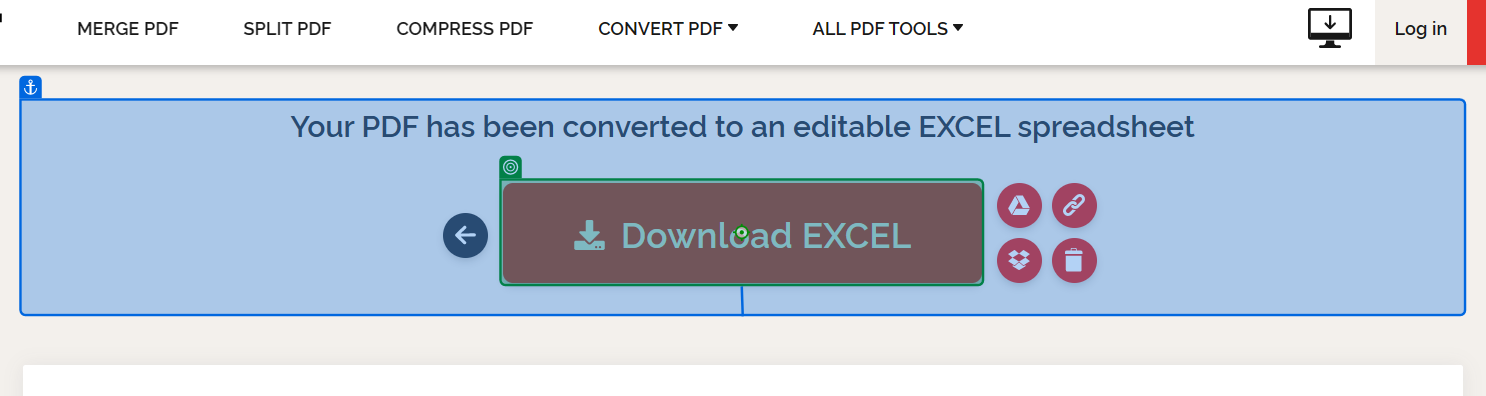 MERGE PDF SPLIT PDF COMPRESS PDF CONVERT PDF ALL PDF TOOLS Log in
Your PDF has been converted to an editable EXCEL spreadsheet
Download EXCEL